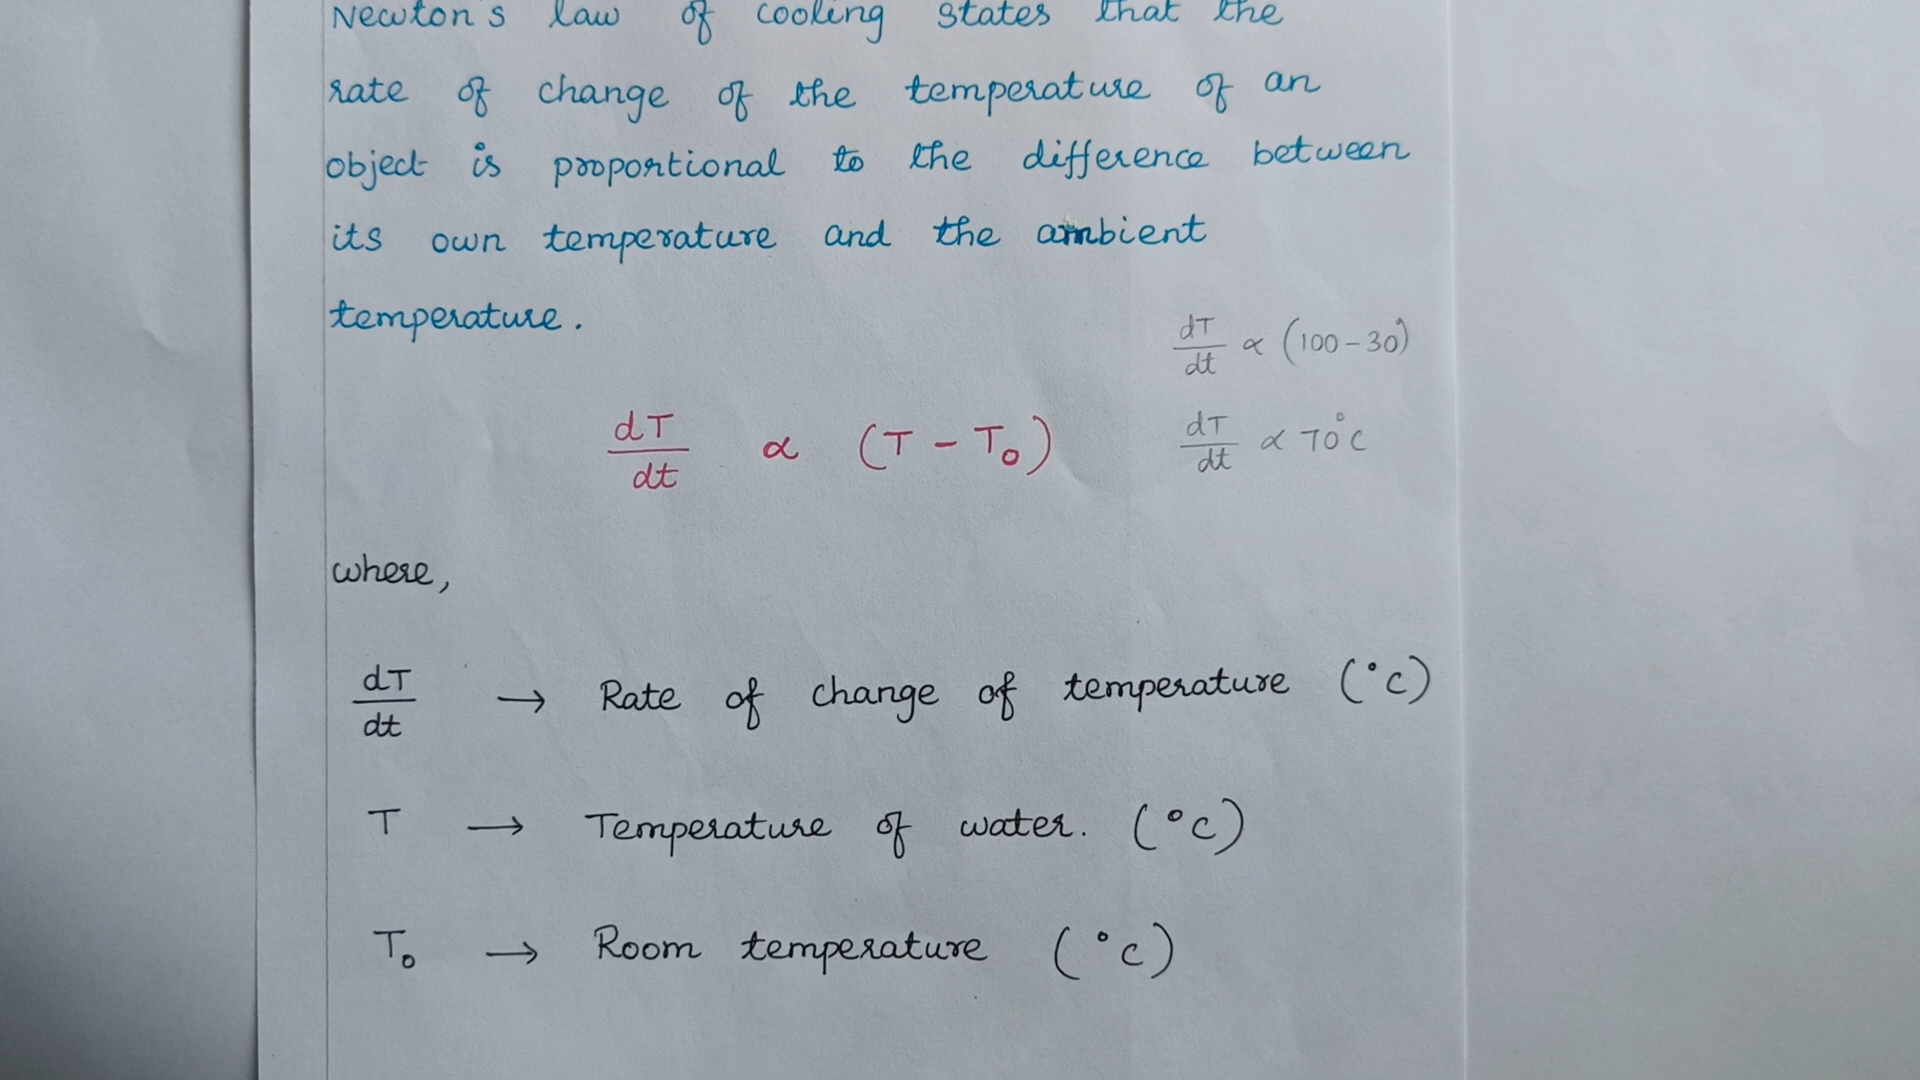 Newton's law of cooling states that the
rate of change of the temperature of an
object is proportional to the difference between
its own temperature and the ambient
temperature.
dT/dt ∝ (100-30)
dT/dt ∝ (T - T₀)
dT/dt ∝ 70°C
where,
dT/dt → Rate of change of temperature (°c)
T → Temperature of water. (°c)
T₀ → Room temperature (°c)